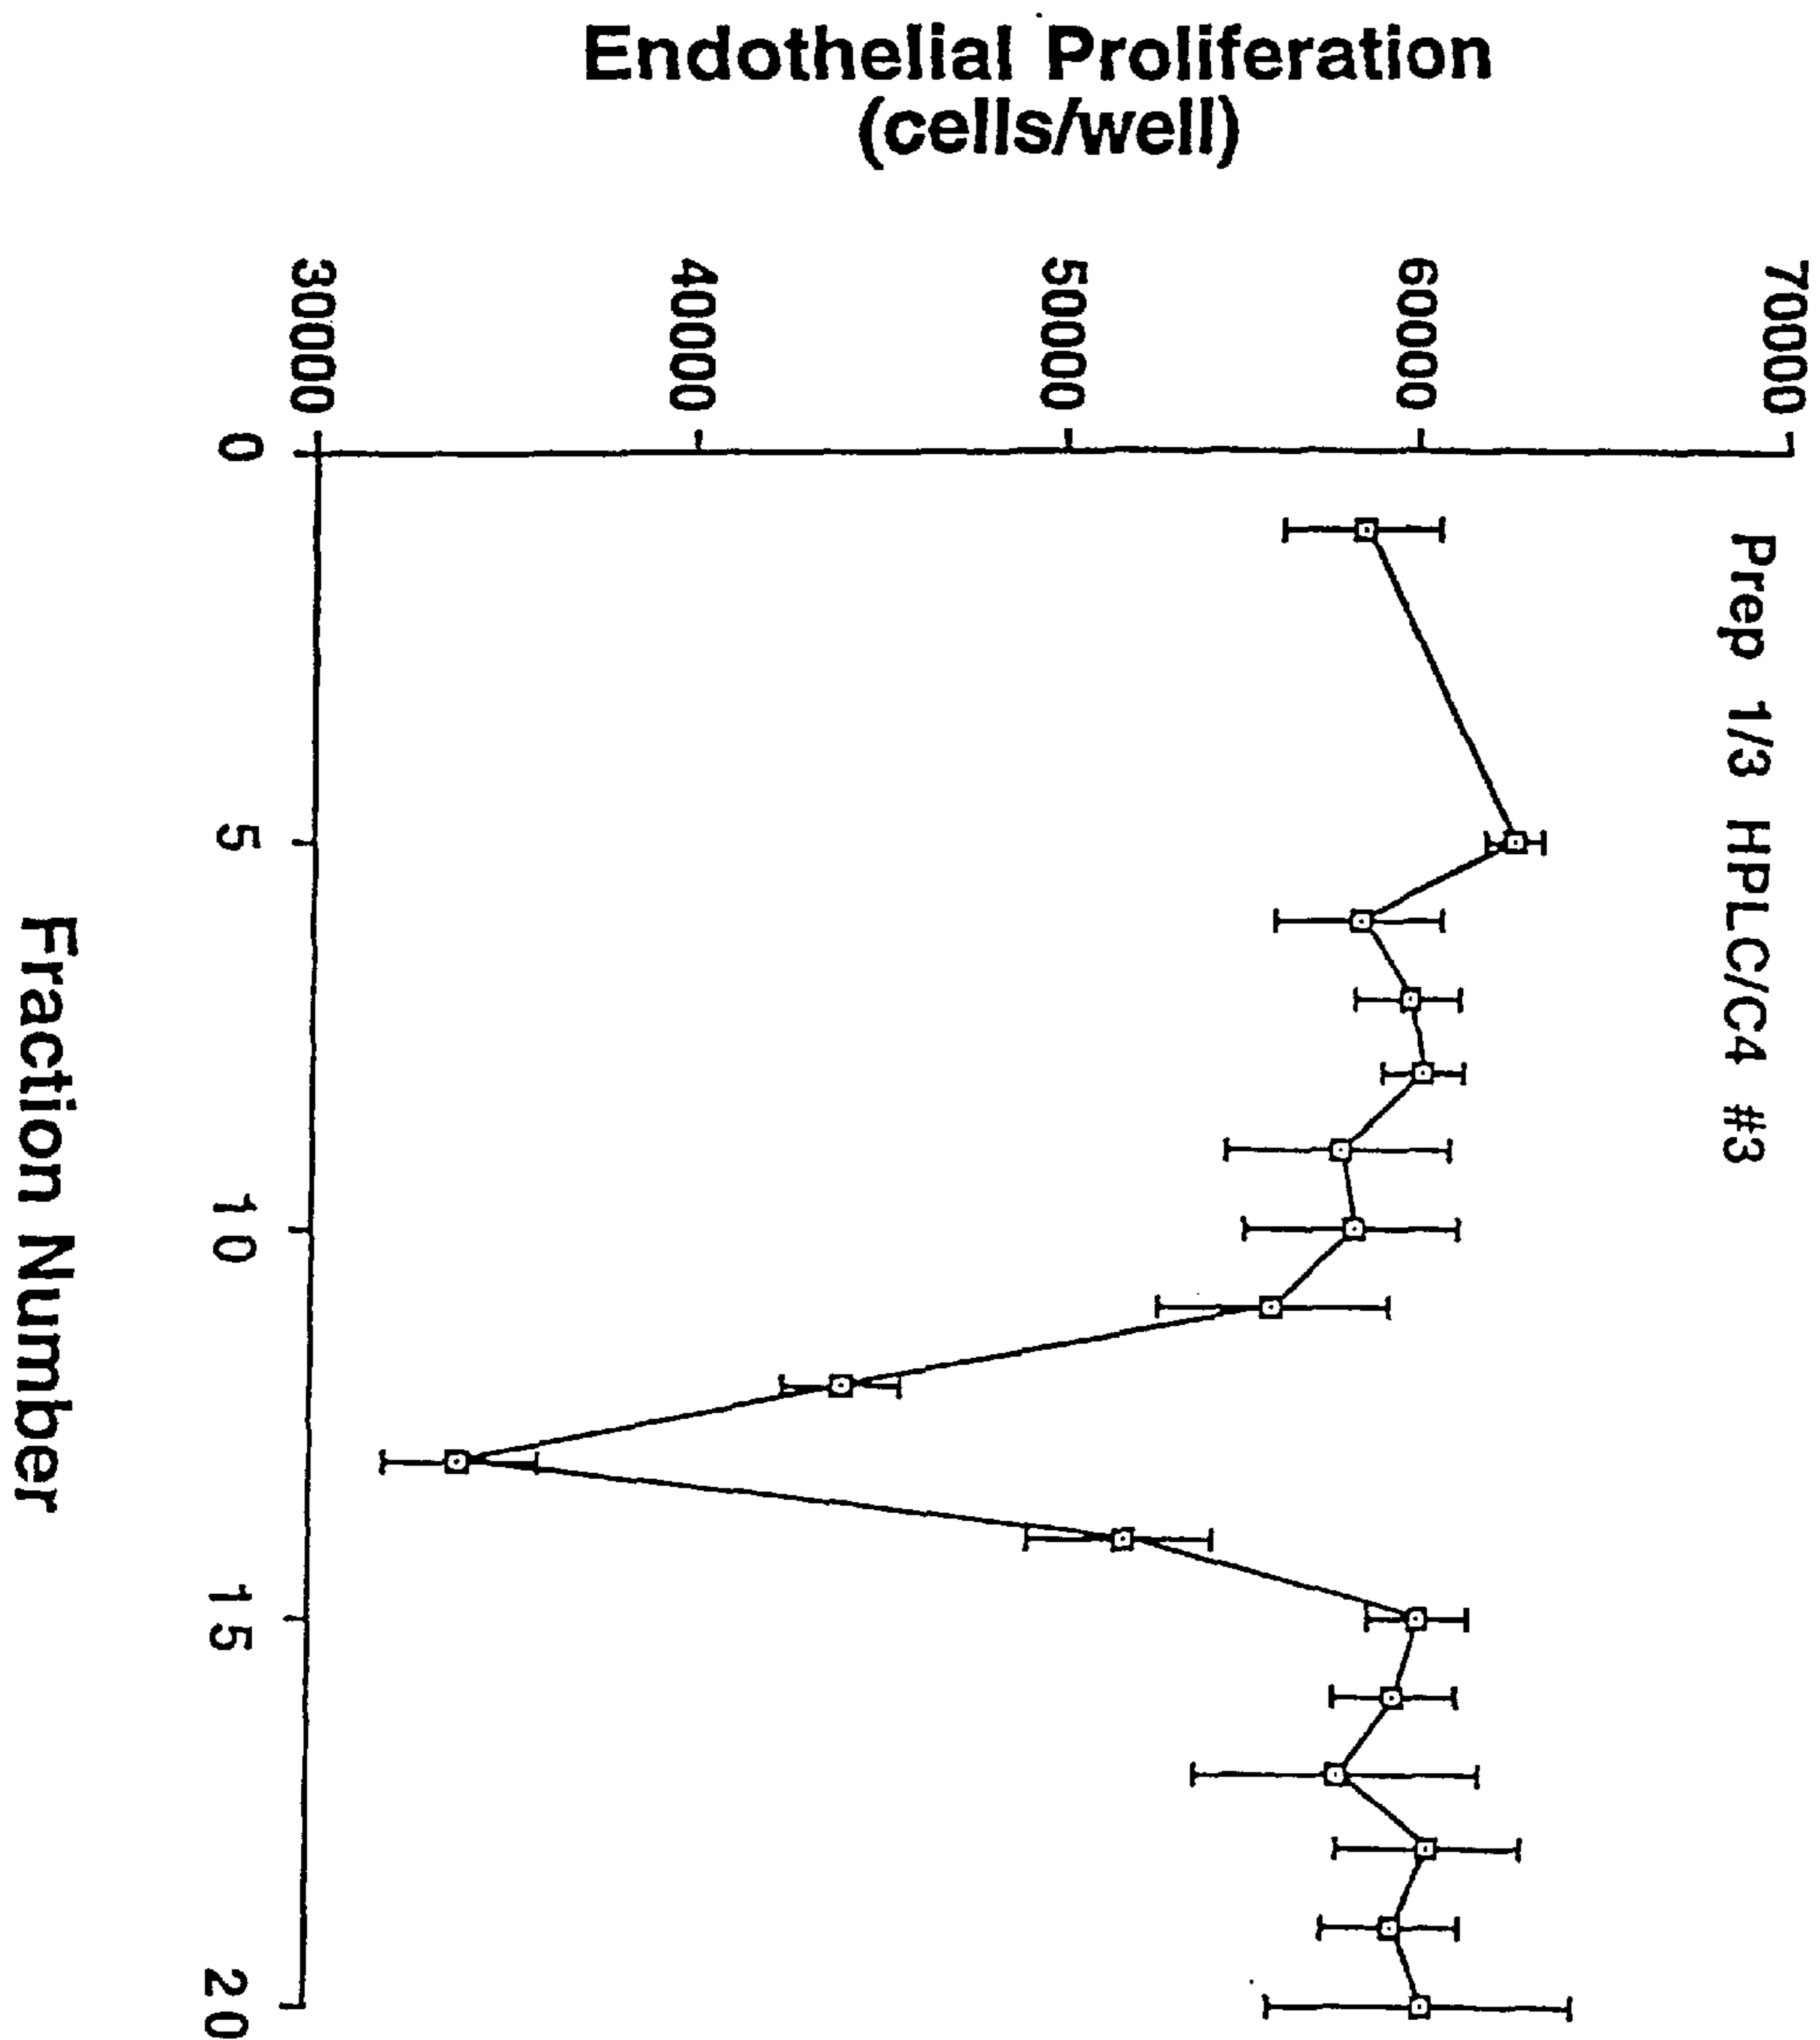 Endothelial Proliferation
(cells/well)
70000
60000
50000
40000
30000
Prep 1/3 HPLC/C4 #3
0
5
10
15
20
Fraction Number